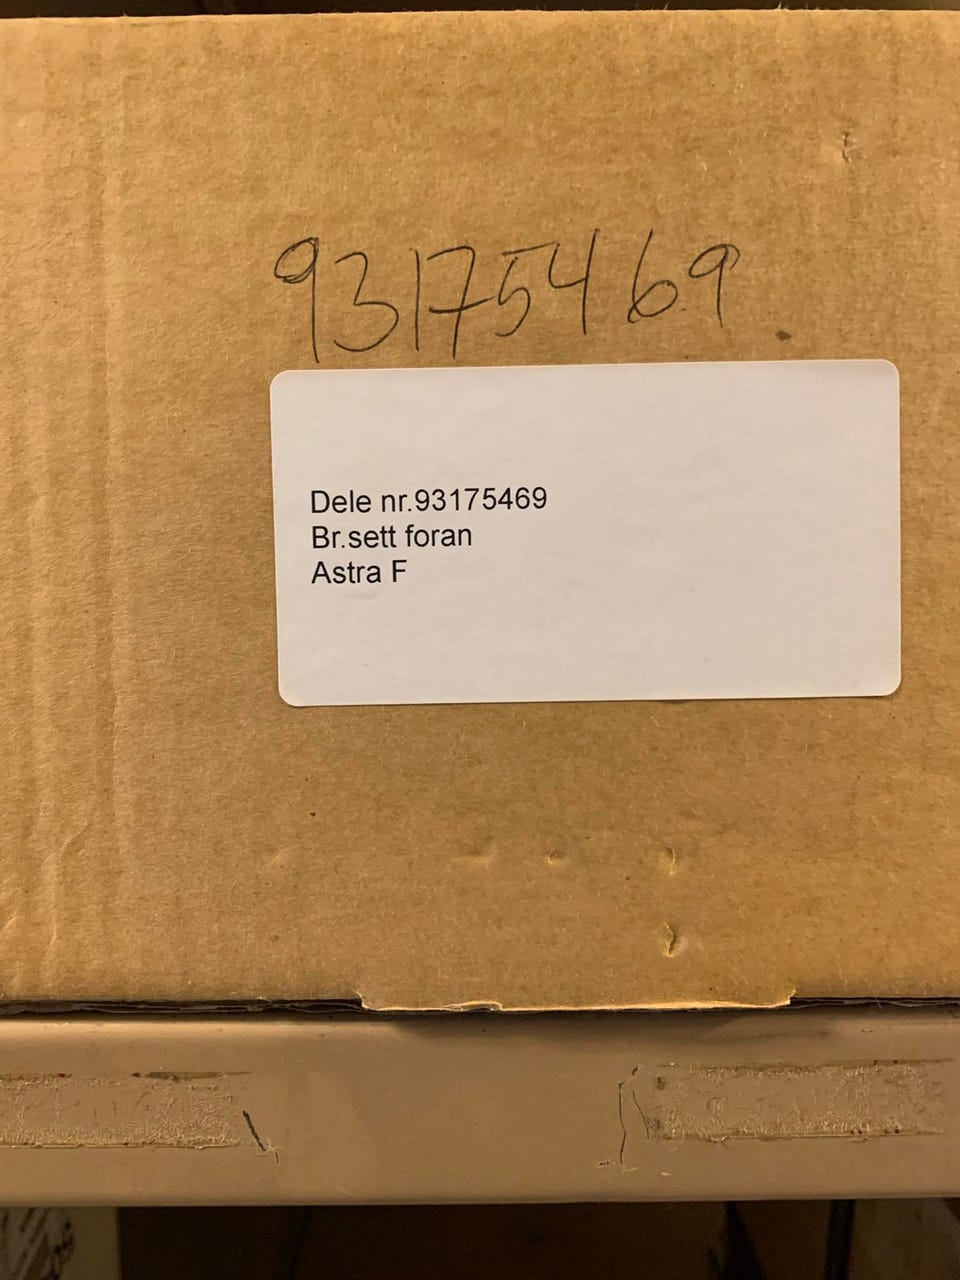 93175469
Dele nr.93175469
Br.sett foran
Astra F